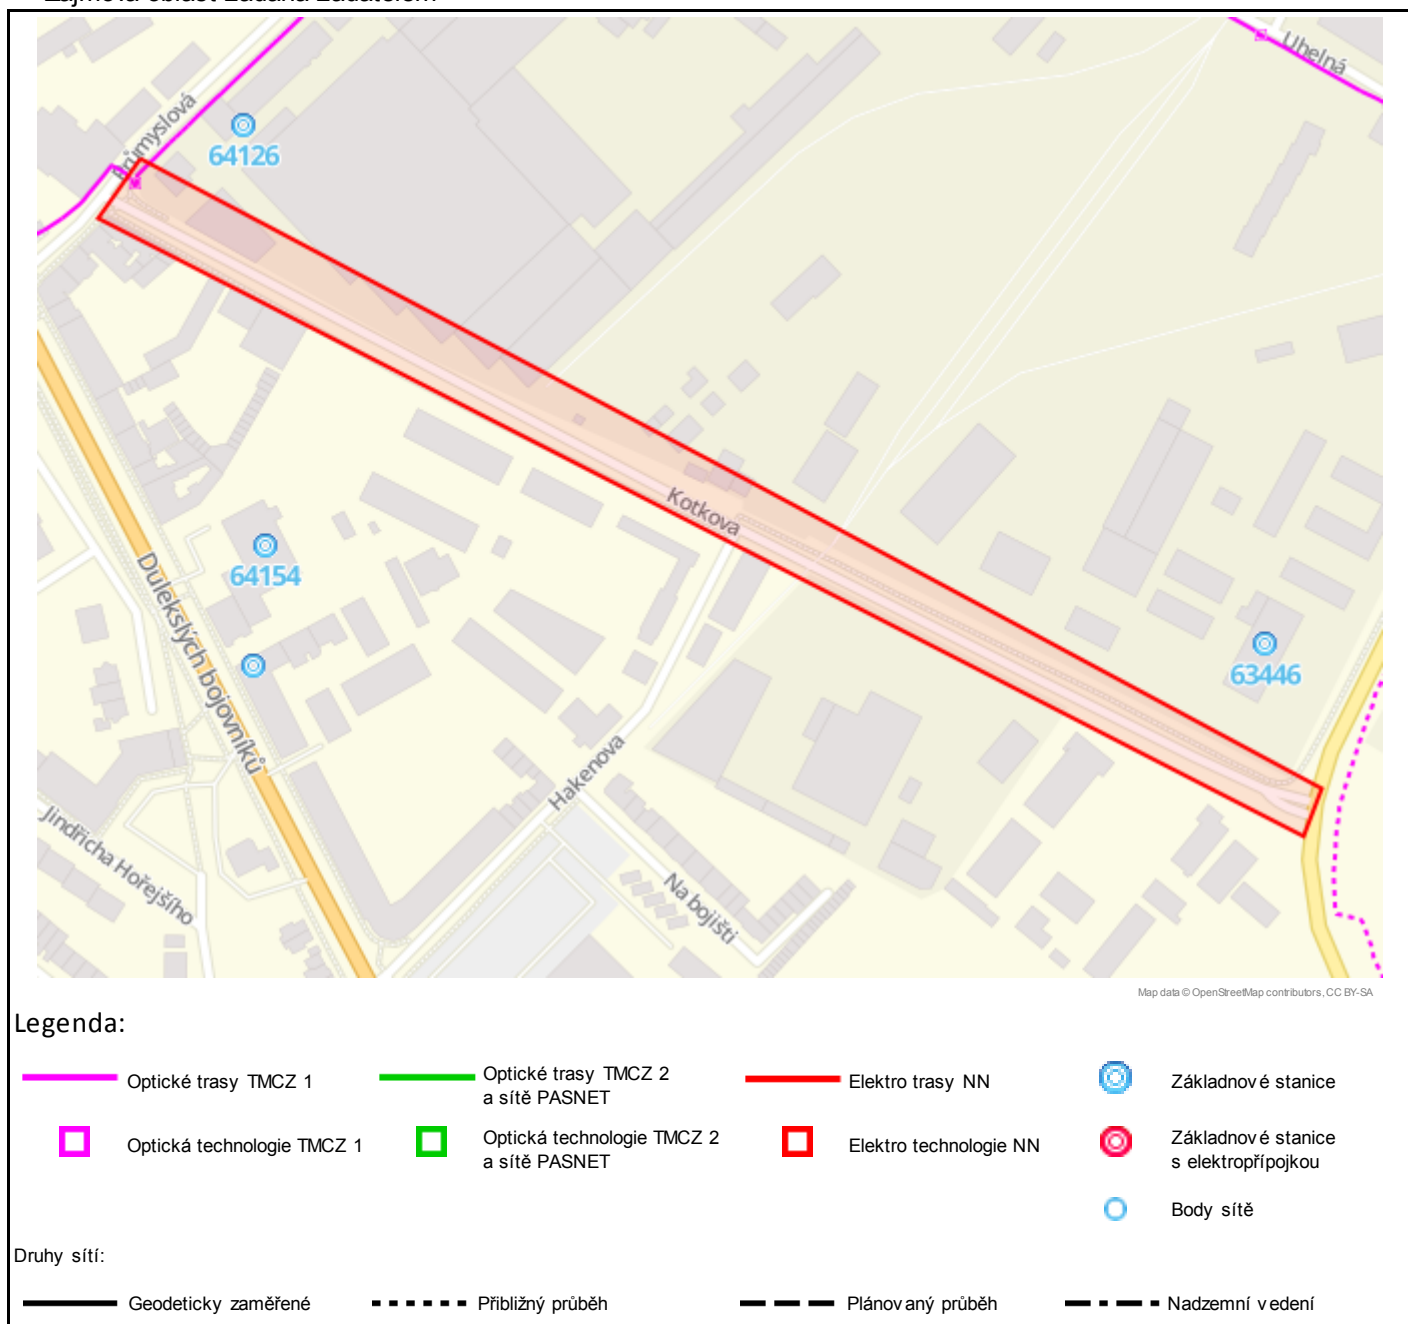 Uhelná
Průmyslová
64126
Kotkova
64154
Dulekslých bojovníků
63446
Hakenova
Jindřicha Hořejšího
Na bojišti
Map data © OpenStreetMap contributors, CC BY-SA
Legenda:
Optické trasy TMCZ 1
Optické trasy TMCZ 2
a sítě PASNET
Elektro trasy NN
Základnové stanice
Optická technologie TMCZ 1
Optická technologie TMCZ 2
a sítě PASNET
Elektro technologie NN
Základnové stanice
s elektropřípojkou
Body sítě
Druhy sítí:
Geodeticky zaměřené
Přibližný průběh
Plánovaný průběh
Nadzemní vedení